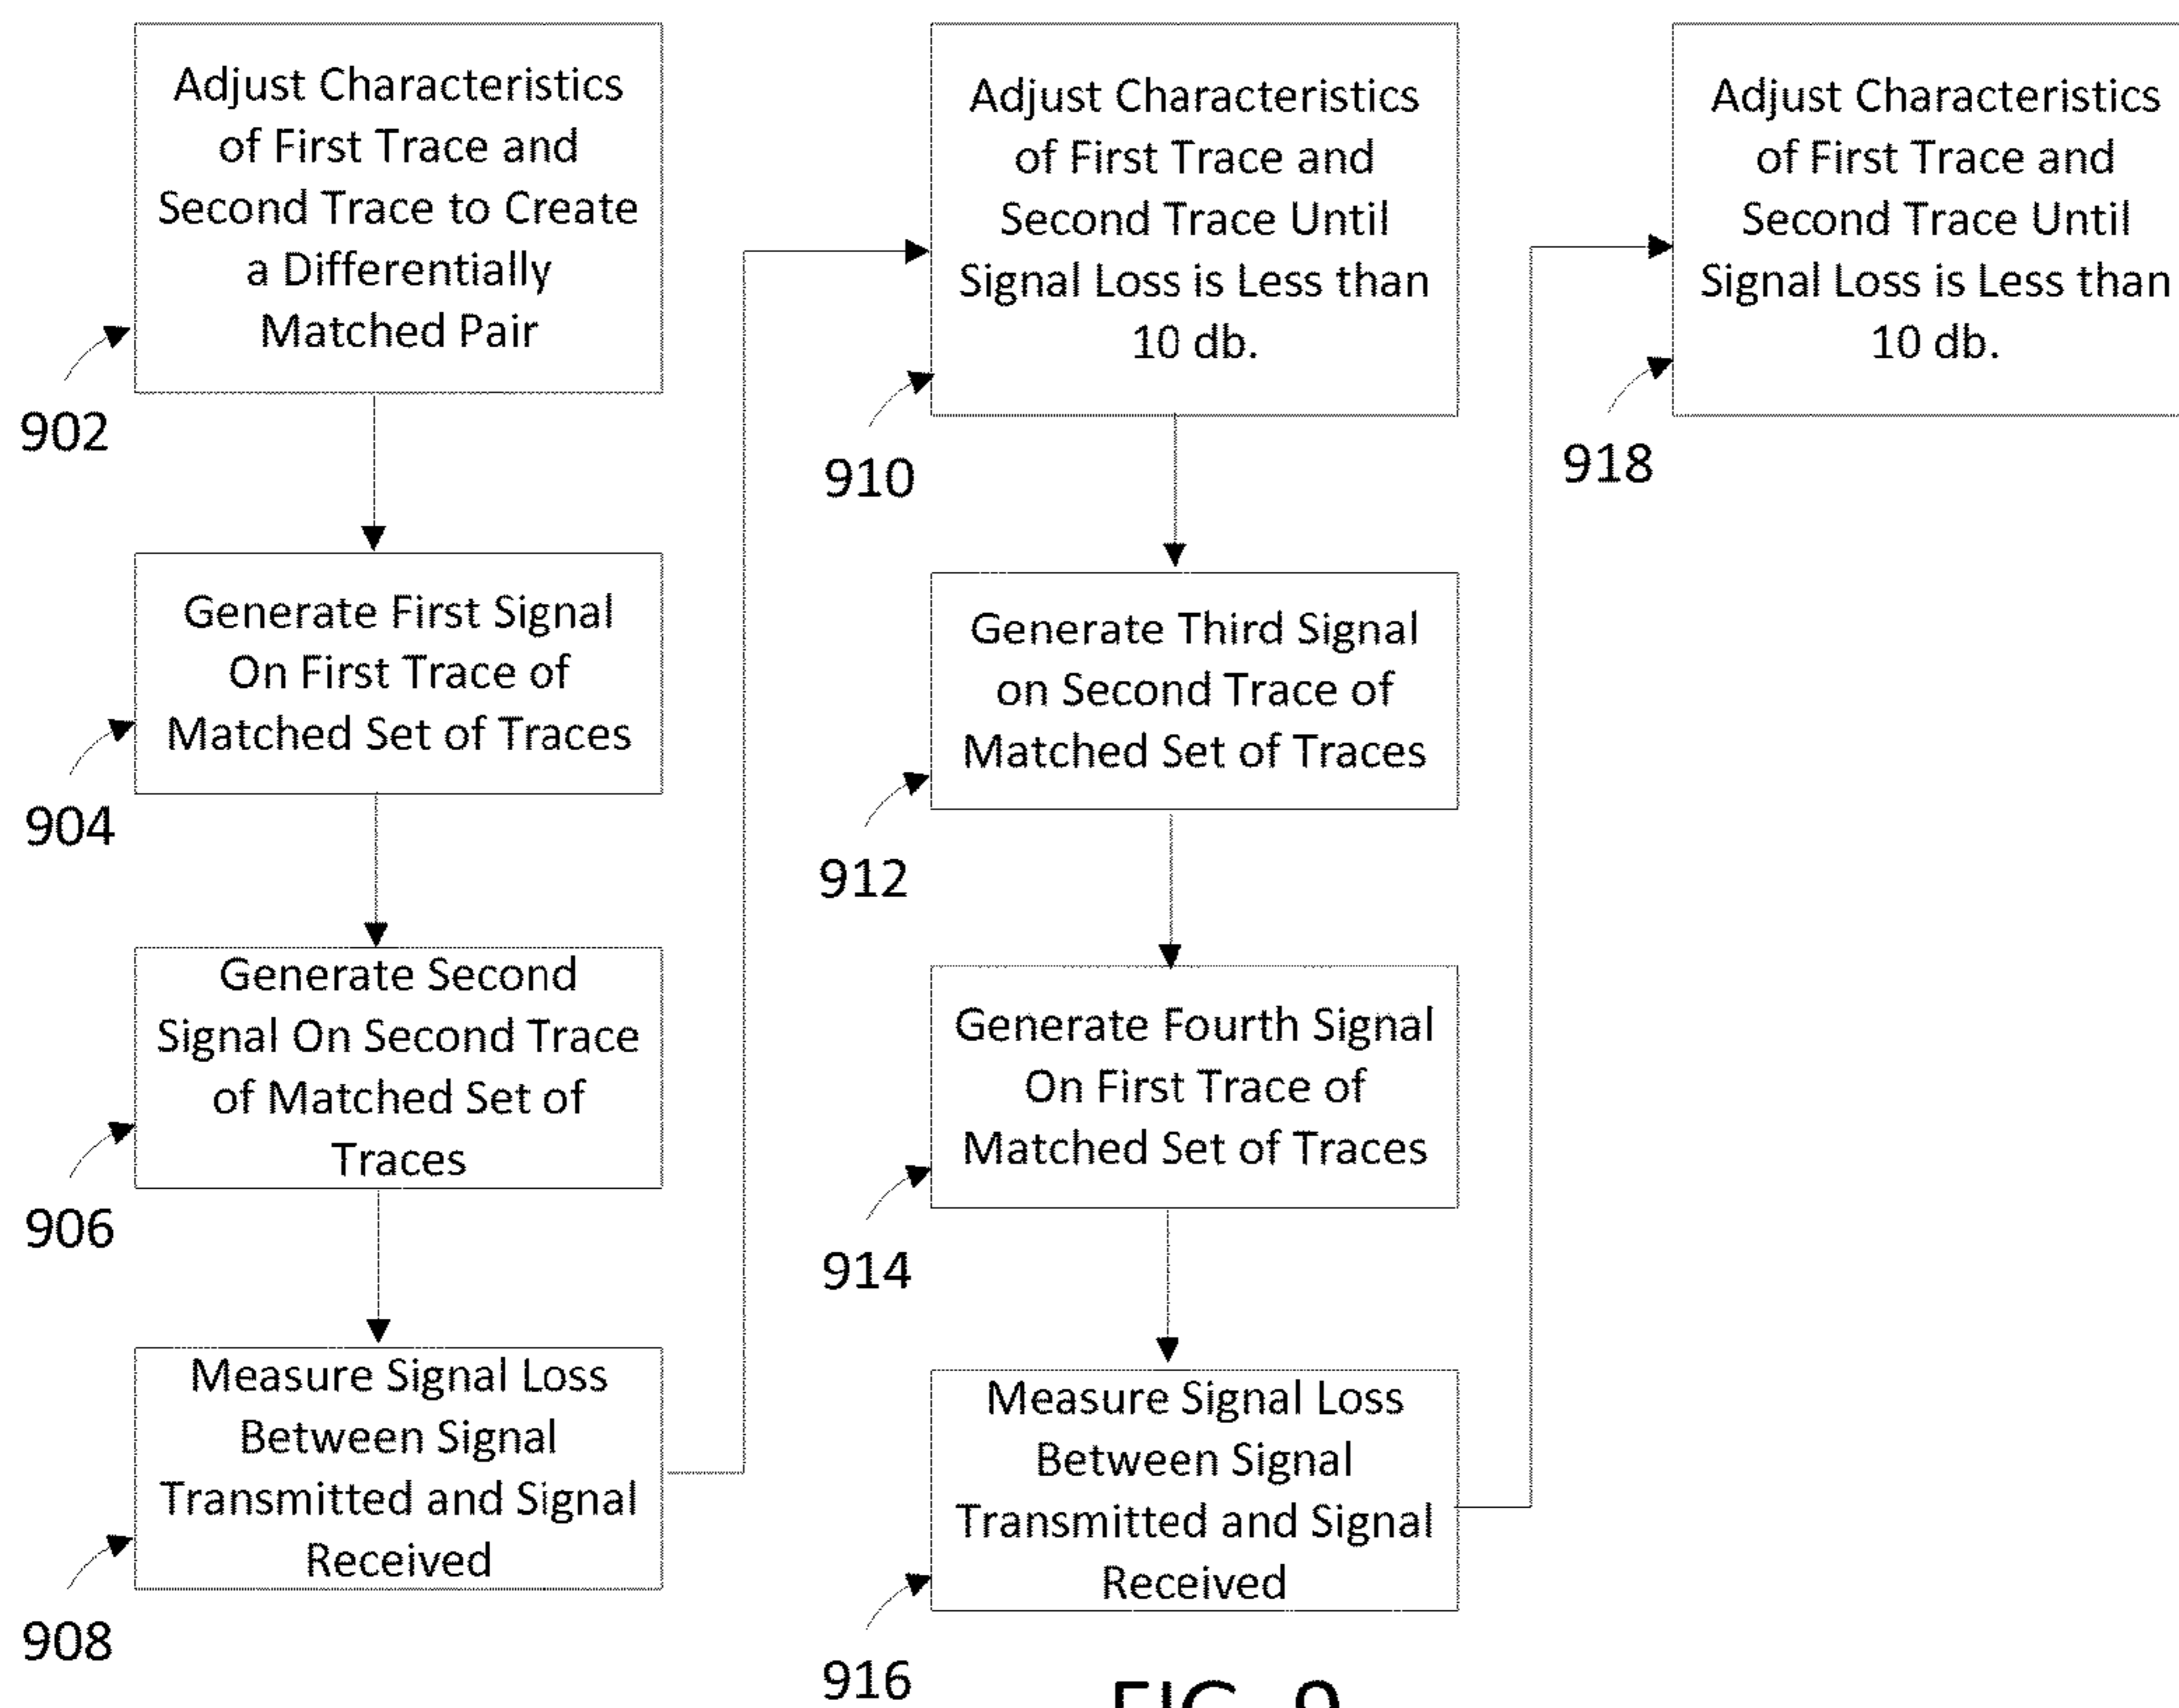 Adjust Characteristics
of First Trace and
Second Trace to Create
a Differentially
Matched Pair
902
Generate First Signal
On First Trace of
Matched Set of Traces
904
Generate Second
Signal On Second Trace
of Matched Set of
Traces
906
Measure Signal Loss
Between Signal
Transmitted and Signal
Received
908
Adjust Characteristics
of First Trace and
Second Trace Until
Signal Loss is Less than
10 db.
910
Generate Third Signal
on Second Trace of
Matched Set of Traces
912
Generate Fourth Signal
On First Trace of
Matched Set of Traces
914
Measure Signal Loss
Between Signal
Transmitted and Signal
Received
916
Adjust Characteristics
of First Trace and
Second Trace Until
Signal Loss is Less than
10 db.
918
FIG. 9